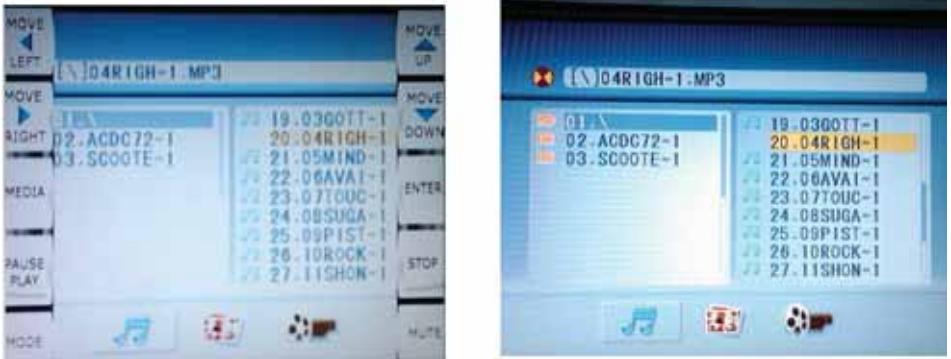 MOVE
LEFT
MOVE
RIGHT
MEDIA
PAUSE
PLAY
MODE
[\]04RIGH-1.MP3
02.ACDC72-1
03.SCOOTE-1
19.03GOTT-1
20.04RIGH-1
21.05MIND-1
22.06AVAI-1
23.07TOUC-1
24.08SUGA-1
25.09PIST-1
26.10ROCK-1
27.11SHON-1
MOVE
UP
MOVE
DOWN
ENTER
STOP
MUTE
[\]04RIGH-1.MP3
01.\
02.ACDC72-1
03.SCOOTE-1
19.03GOTT-1
20.04RIGH-1
21.05MIND-1
22.06AVAI-1
23.07TOUC-1
24.08SUGA-1
25.09PIST-1
26.10ROCK-1
27.11SHON-1